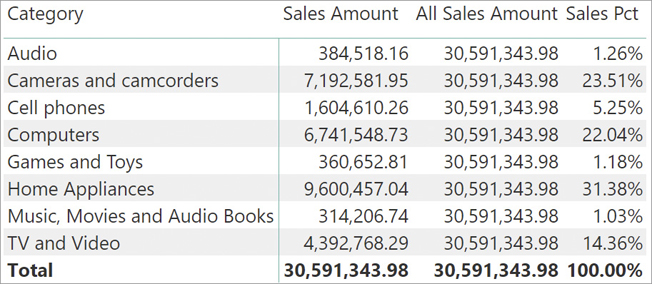 Category Sales Amount All Sales Amount Sales Pct
Audio 384,518.16 30,591,343.98 1.26%
Cameras and camcorders 7,192,581.95 30,591,343.98 23.51%
Cell phones 1,604,610.26 30,591,343.98 5.25%
Computers 6,741,548.73 30,591,343.98 22.04%
Games and Toys 360,652.81 30,591,343.98 1.18%
Home Appliances 9,600,457.04 30,591,343.98 31.38%
Music, Movies and Audio Books 314,206.74 30,591,343.98 1.03%
TV and Video 4,392,768.29 30,591,343.98 14.36%
Total 30,591,343.98 30,591,343.98 100.00%